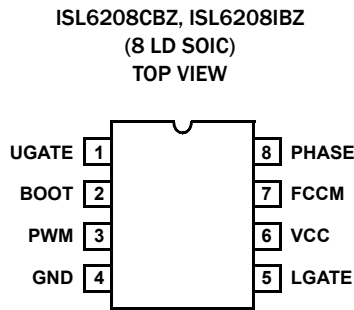 ISL6208CBZ, ISL6208IBZ
(8 LD SOIC)
TOP VIEW
UGATE 1 8 PHASE
BOOT 2 7 FCCM
PWM 3 6 VCC
GND 4 5 LGATE